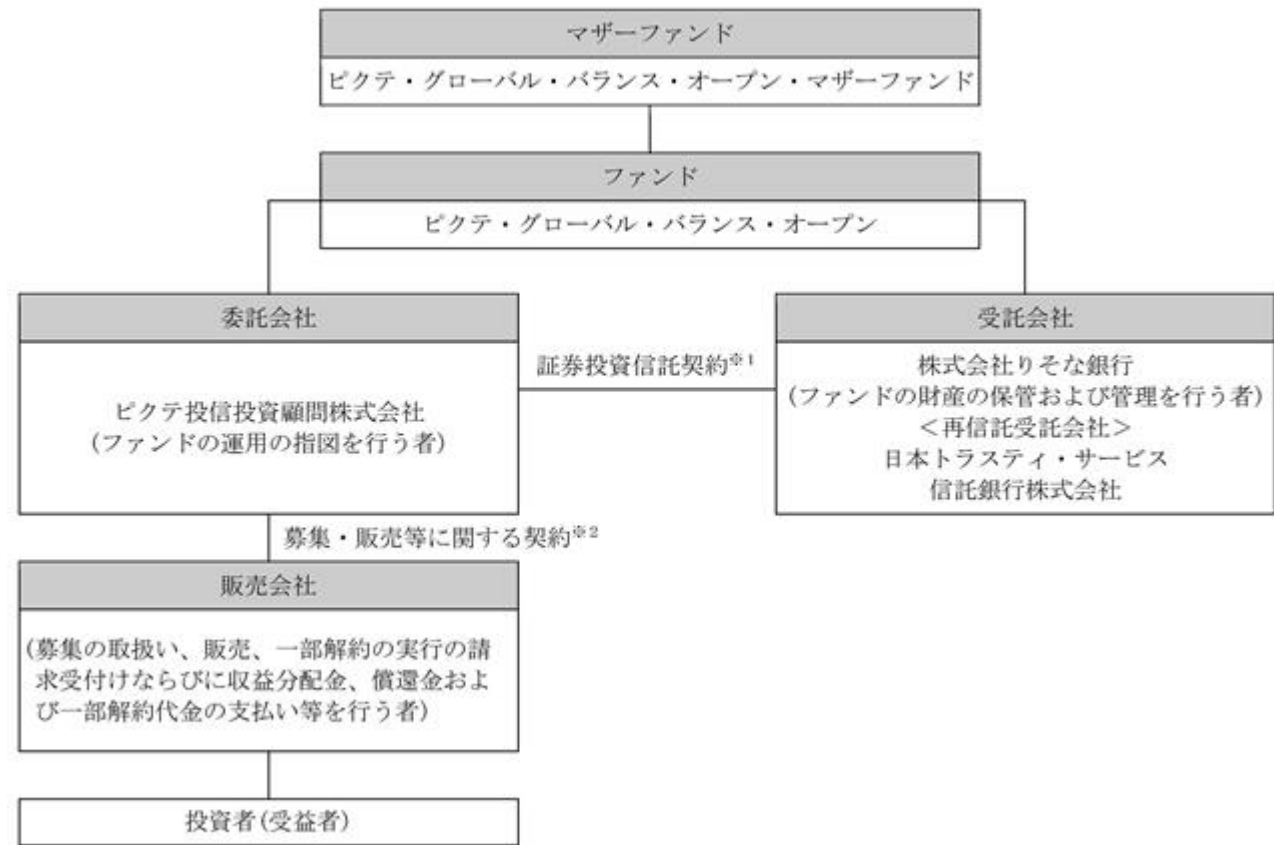 マザーファンド
ピクテ・グローバル・バランス・オープン・マザーファンド
ファンド
ピクテ・グローバル・バランス・オープン
委託会社
ピクテ投信投資顧問株式会社
(ファンドの運用の指図を行う者)
証券投資信託契約※1
受託会社
株式会社りそな銀行
(ファンドの財産の保管および管理を行う者)
<再信託受託会社>
日本トラスティ・サービス
信託銀行株式会社
募集・販売等に関する契約※2
販売会社
(募集の取扱い、販売、一部解約の実行の請
求受付けならびに収益分配金、償還金およ
び一部解約代金の支払い等を行う者)
投資者(受益者)